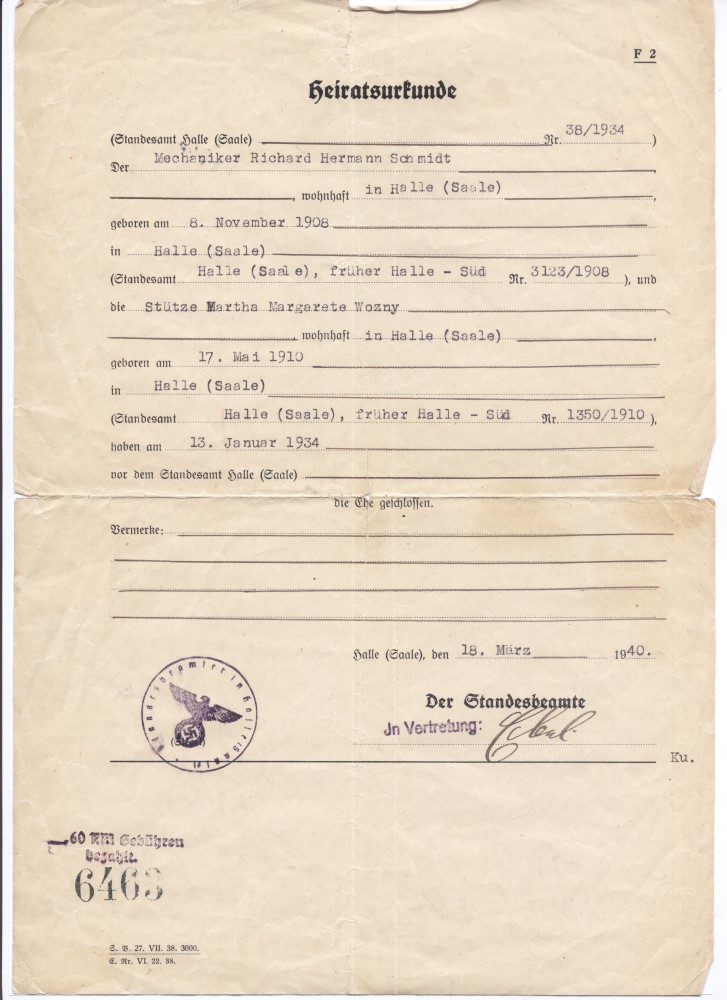 F 2
Heiratsurkunde
(Standesamt Halle (Saale) Nr. 38/1934 )
Der Mechaniker Richard Hermann Schmidt
, wohnhaft in Halle (Saale) ,
geboren am 8. November 1908
in Halle (Saale)
(Standesamt Halle (Saale), früher Halle - Süd Nr. 3123/1908 ), und
die Stütze Martha Margarete Wozny
, wohnhaft in Halle (Saale) ,
geboren am 17. Mai 1910
in Halle (Saale)
(Standesamt Halle (Saale), früher Halle - Süd Nr. 1350/1910 ),
haben am 13. Januar 1934
vor dem Standesamt Halle (Saale)
die Ehe geschlossen.
Vermerke:
Halle (Saale), den 18. März 1940.
Der Standesbeamte
Jn Vertretung:
Ku.
60 Gebühren
bezahlt.
6463
S. B. 27. VII. 38. 3000.
E. Nr. VI. 22. 38.